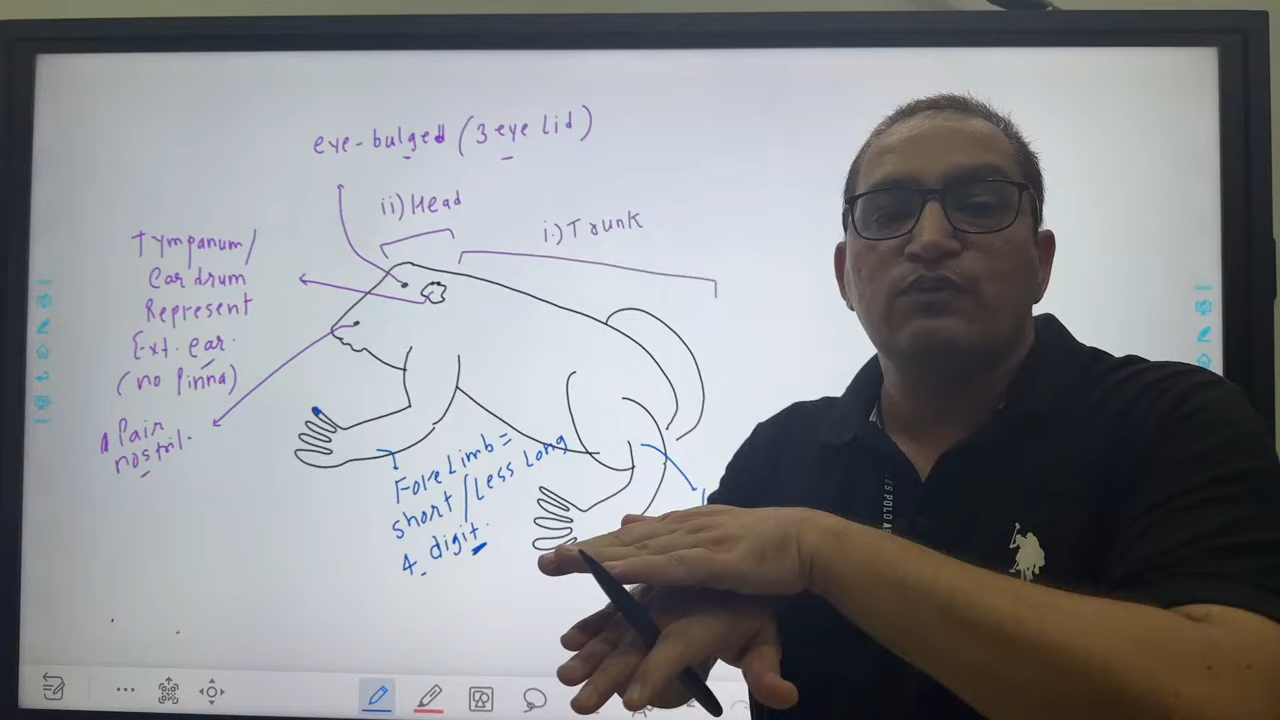 eye-bulged (3 eye lid)
ii) Head
i.) Trunk
Tympanum/
Ear drum
Represent
Ext. ear.
(no Pinna)
1 Pair
nostril.
Fore Limb =
short / Less Long
4 digit.